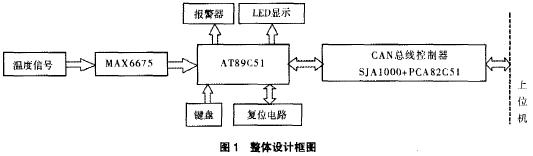 报警器
LED显示
温度信号
MAX6675
AT89C51
CAN总线控制器
SJA1000+PCA82C51
上
位
机
键盘
复位电路
图1 整体设计框图